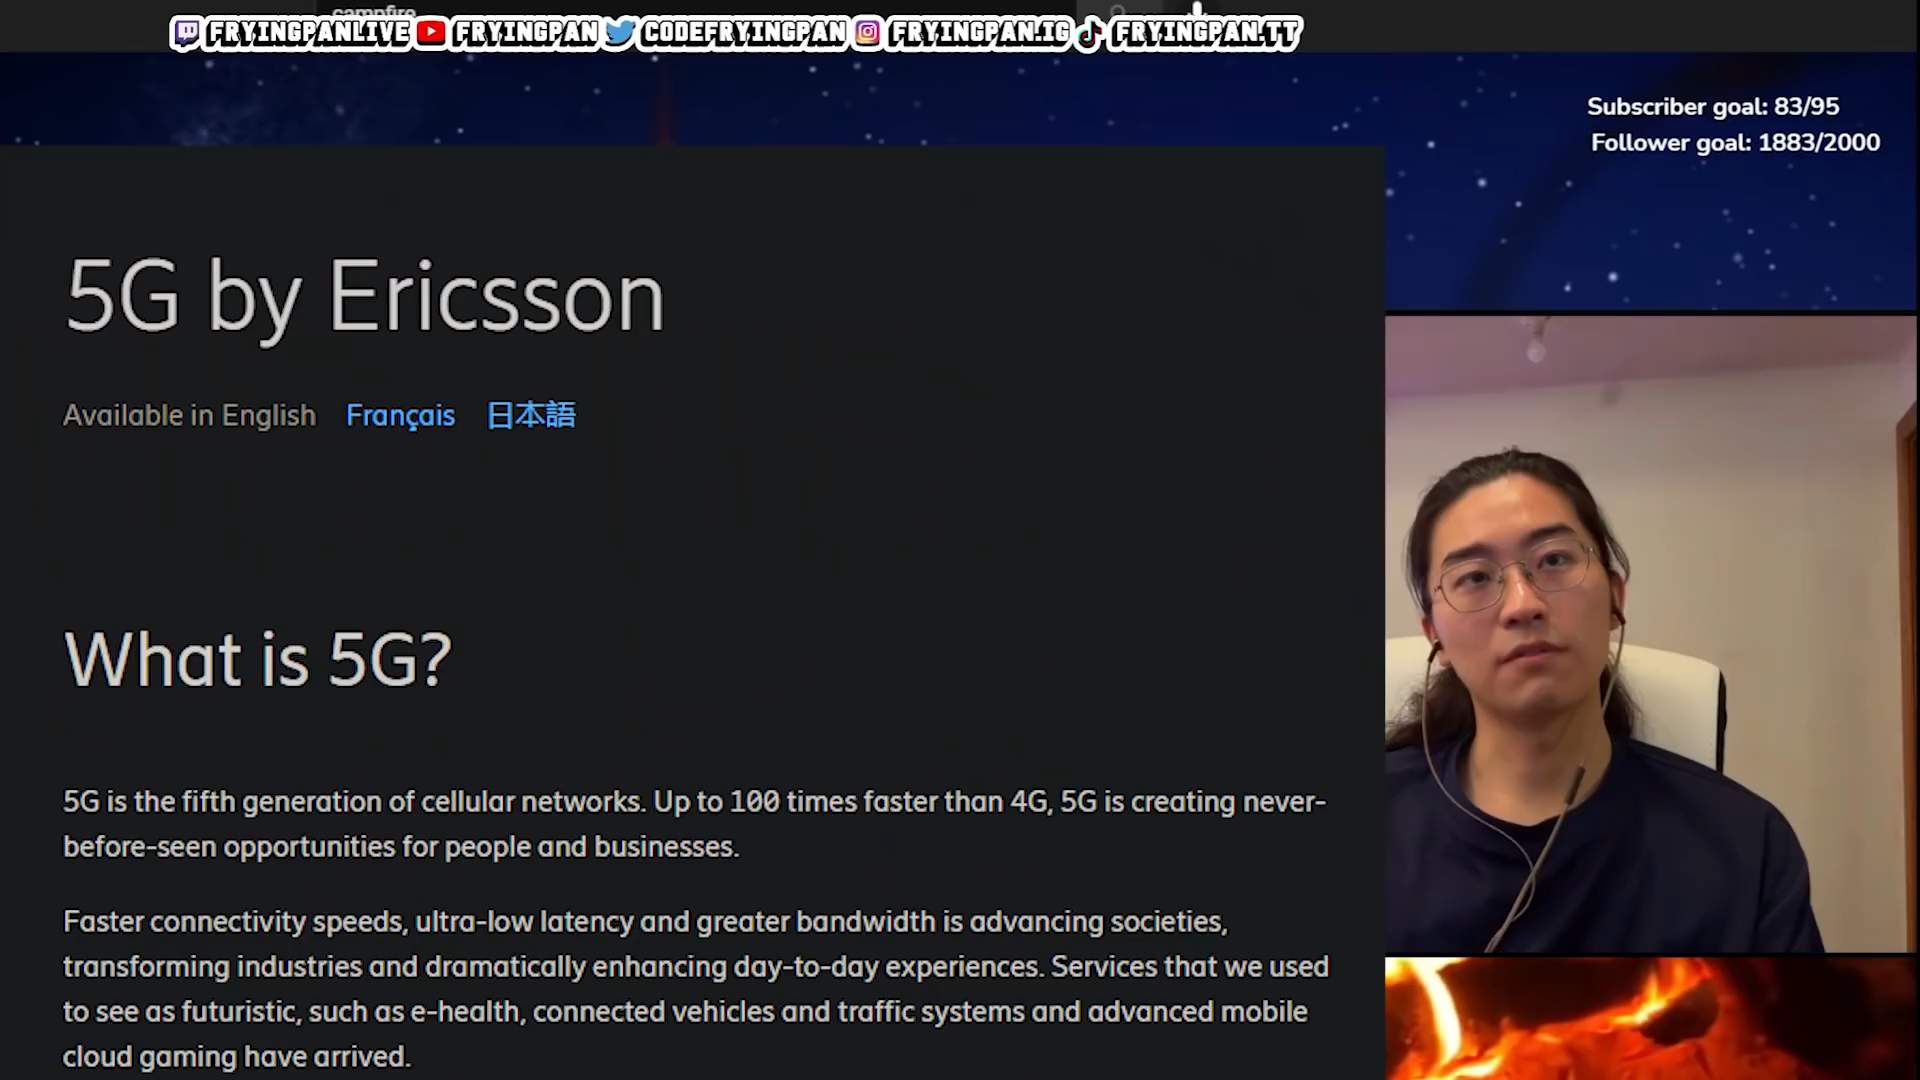 campfire
FRYINGPANLIVE FRYINGPAN CODEFRYINGPAN FRYINGPAN.IG FRYINGPAN.TT
Subscriber goal: 83/95
Follower goal: 1883/2000
5G by Ericsson
Available in English Français 日本語
What is 5G?
5G is the fifth generation of cellular networks. Up to 100 times faster than 4G, 5G is creating never-
before-seen opportunities for people and businesses.
Faster connectivity speeds, ultra-low latency and greater bandwidth is advancing societies,
transforming industries and dramatically enhancing day-to-day experiences. Services that we used
to see as futuristic, such as e-health, connected vehicles and traffic systems and advanced mobile
cloud gaming have arrived.